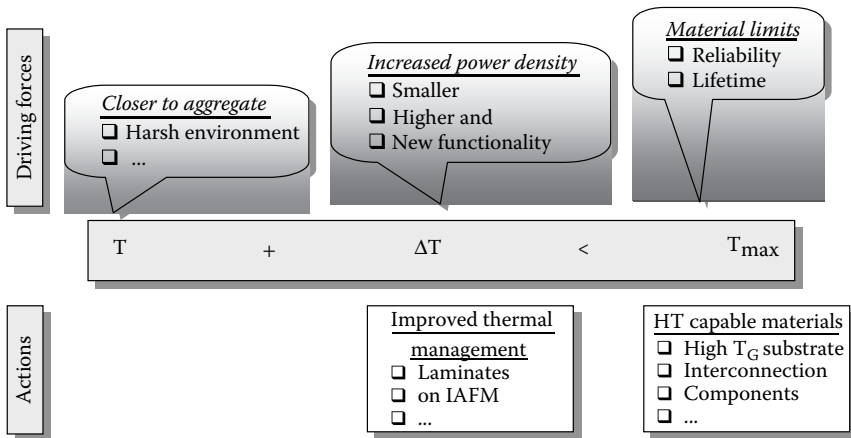 Driving forces
Closer to aggregate
❑ Harsh environment
❑ ...
Increased power density
❑ Smaller
❑ Higher and
❑ New functionality
Material limits
❑ Reliability
❑ Lifetime
T + ΔT < Tmax
Actions
Improved thermal
management
❑ Laminates
❑ on IAFM
❑ ...
HT capable materials
❑ High TG substrate
❑ Interconnection
❑ Components
❑ ...